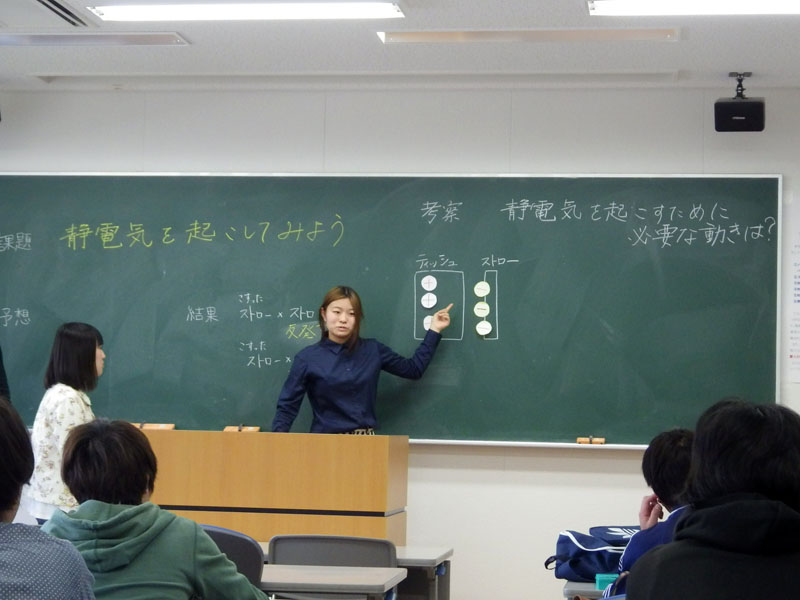 課題
静電気を起こしてみよう
予想
結果
こすった
ストロー×ストロ
反発
こすった
ストロー×
考察
静電気を起こすために
必要な動きは?
ティッシュ
ストロー
+
+
−
−
−